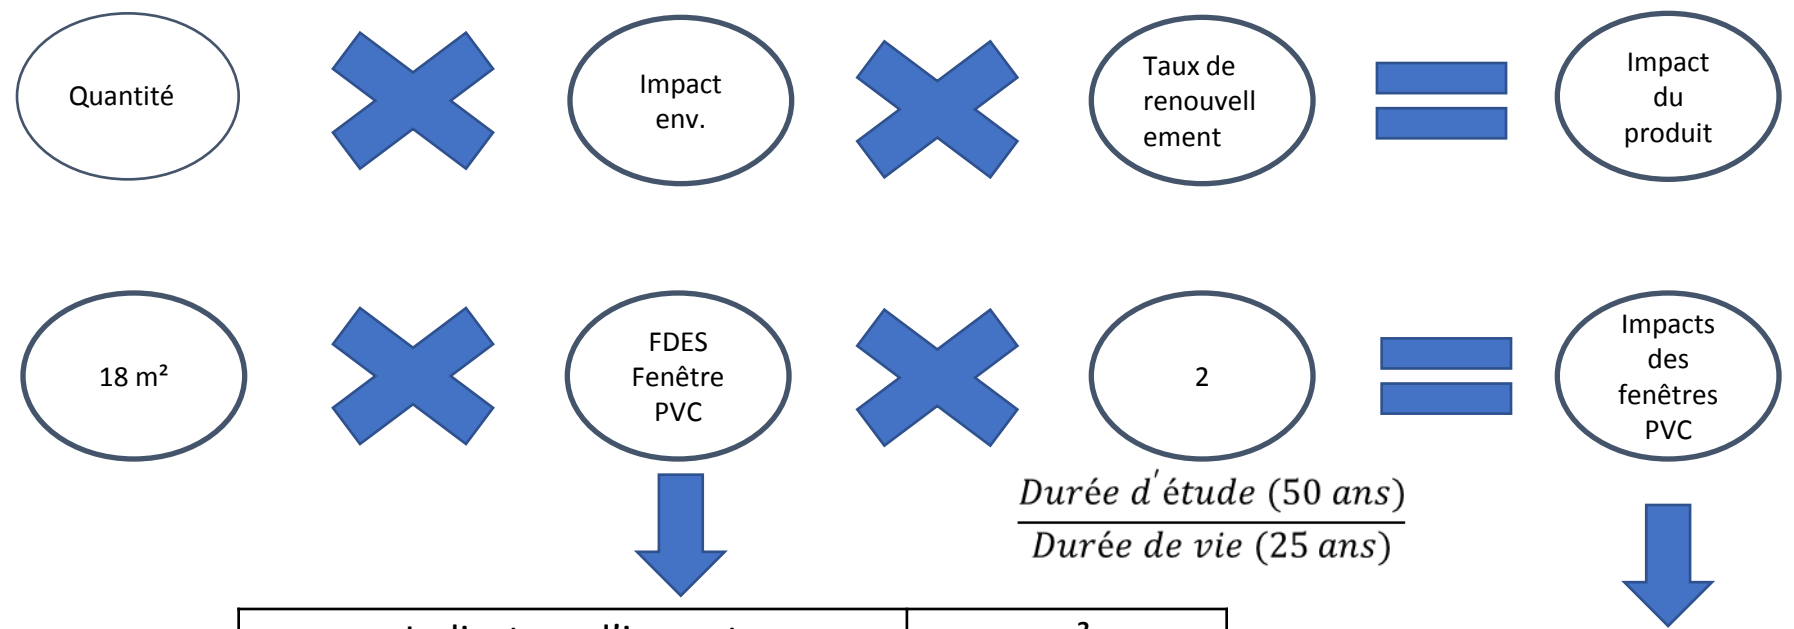 Quantité
Impact
env.
Taux de
renouvell
ement
Impact
du
produit
18 m²
FDES
Fenêtre
PVC
2
Impacts
des
fenêtres
PVC
Durée d'étude (50 ans)
Durée de vie (25 ans)